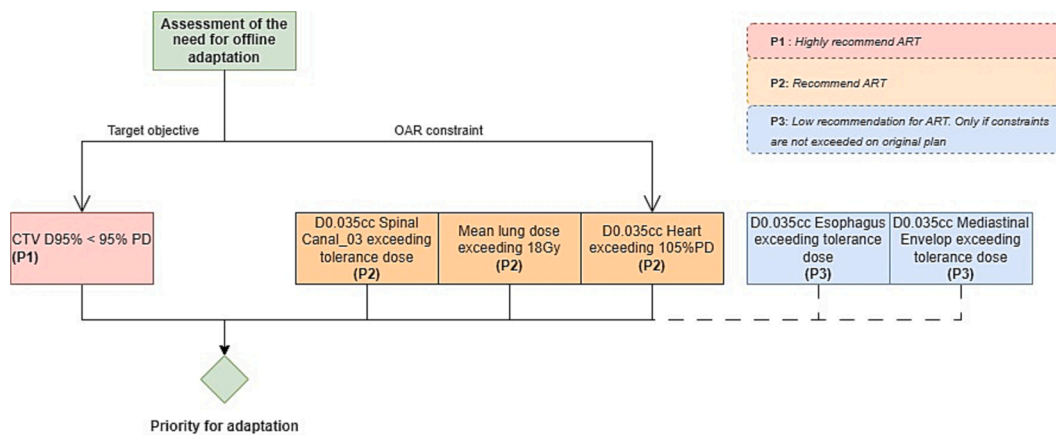 Assessment of the
need for offline
adaptation
P1 : Highly recommend ART
P2: Recommend ART
P3: Low recommendation for ART. Only if constraints
are not exceeded on original plan
Target objective
OAR constraint
CTV D95% < 95% PD
(P1)
D0.035cc Spinal
Canal_03 exceeding
tolerance dose
(P2)
Mean lung dose
exceeding 18Gy
(P2)
D0.035cc Heart
exceeding 105%PD
(P2)
D0.035cc Esophagus
exceeding tolerance
dose
(P3)
D0.035cc Mediastinal
Envelop exceeding
tolerance dose
(P3)
Priority for adaptation